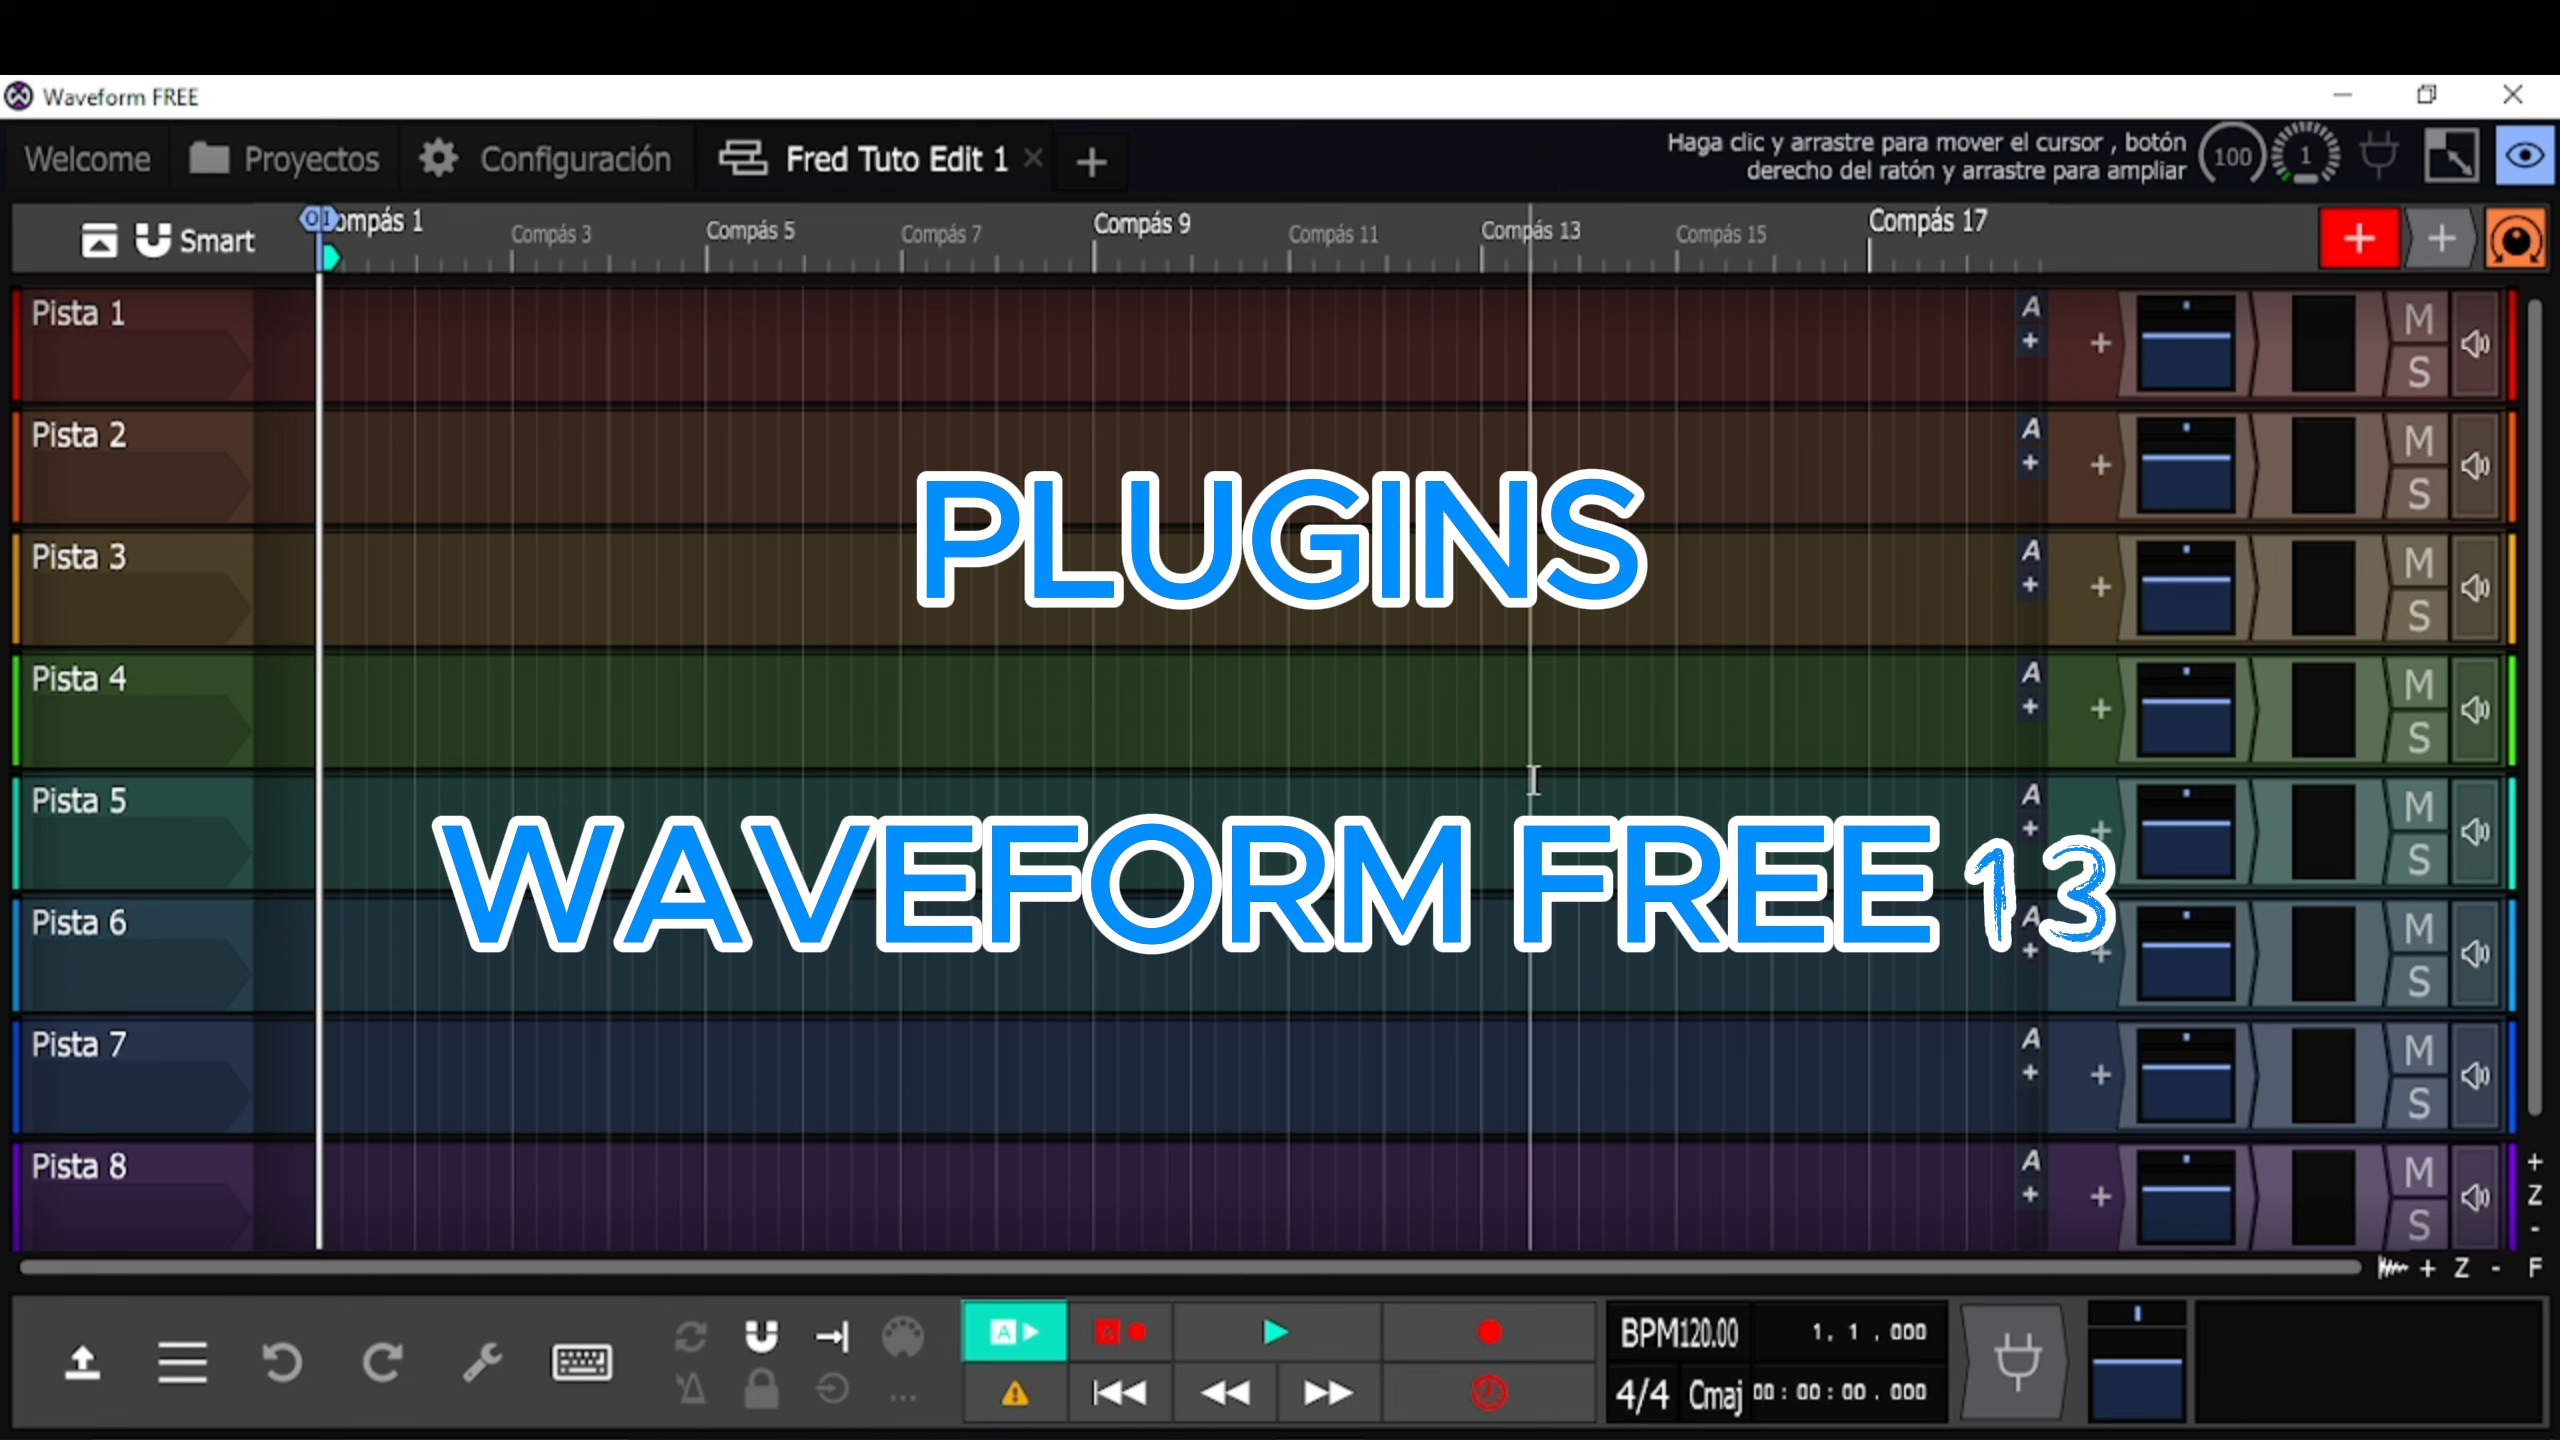 Waveform FREE
Welcome Proyectos Configuración Fred Tuto Edit 1
Haga clic y arrastre para mover el cursor , botón
derecho del ratón y arrastre para ampliar
100 1
Smart
Compás 1 Compás 3 Compás 5 Compás 7 Compás 9 Compás 11 Compás 13 Compás 15 Compás 17
Pista 1 A M S
Pista 2 A M S
PLUGINS
Pista 3 A M S
Pista 4 A M S
Pista 5 A M S
WAVEFORM FREE 13
Pista 6 A M S
Pista 7 A M S
Pista 8 A M S
+ Z -
+ Z - F
BPM120.00 1, 1 , 000
4/4 Cmaj 00 : 00 : 00 . 000